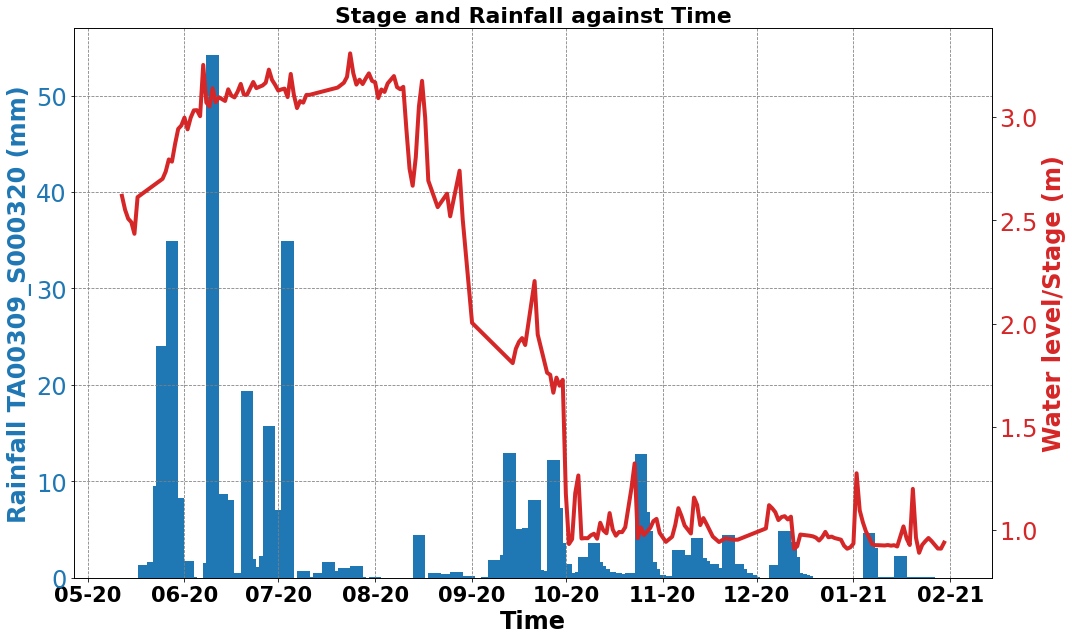 Stage and Rainfall against Time
Rainfall TA00309_S000320 (mm)
50
40
30
20
10
0
3.0
2.5
2.0
1.5
1.0
Water level/Stage (m)
05-20 06-20 07-20 08-20 09-20 10-20 11-20 12-20 01-21 02-21
Time